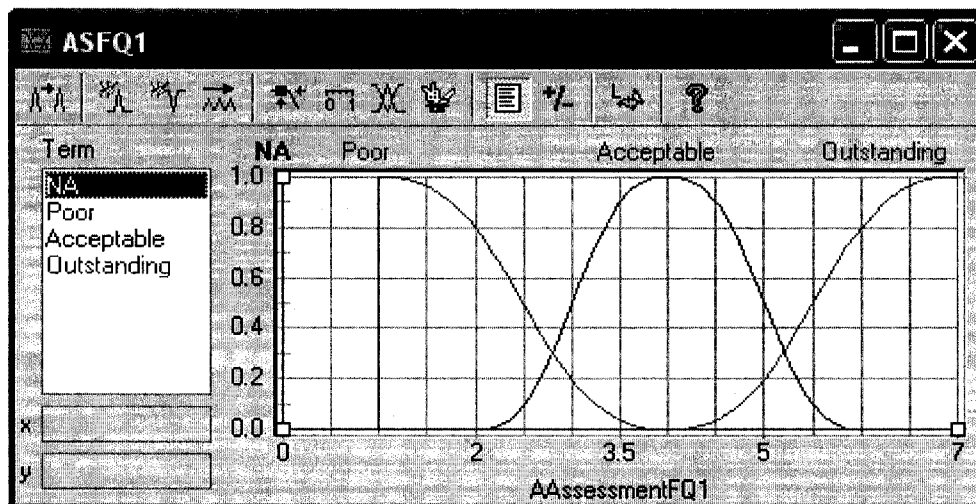 ASFQ1
Term
NA
Poor
Acceptable
Outstanding
x
y
NA Poor Acceptable Outstanding
1.0
0.8
0.6
0.4
0.2
0.0
0 2 3.5 5 7
AAssessmentFQ1